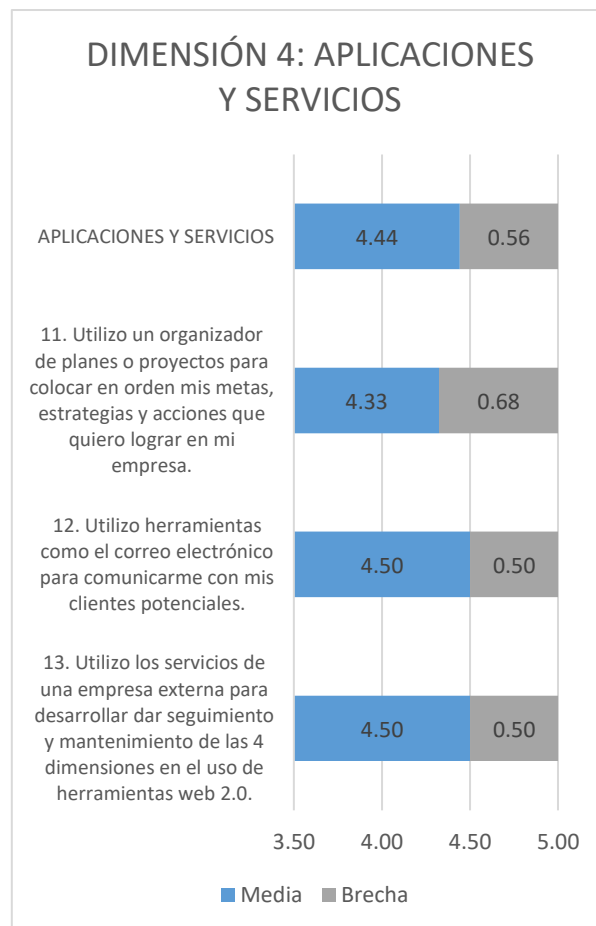 DIMENSIÓN 4: APLICACIONES
Y SERVICIOS
APLICACIONES Y SERVICIOS
4.44
0.56
11. Utilizo un organizador
de planes o proyectos para
colocar en orden mis metas,
estrategias y acciones que
quiero lograr en mi
empresa.
4.33
0.68
12. Utilizo herramientas
como el correo electrónico
para comunicarme con mis
clientes potenciales.
4.50
0.50
13. Utilizo los servicios de
una empresa externa para
desarrollar dar seguimiento
y mantenimiento de las 4
dimensiones en el uso de
herramientas web 2.0.
4.50
0.50
3.50 4.00 4.50 5.00
Media Brecha